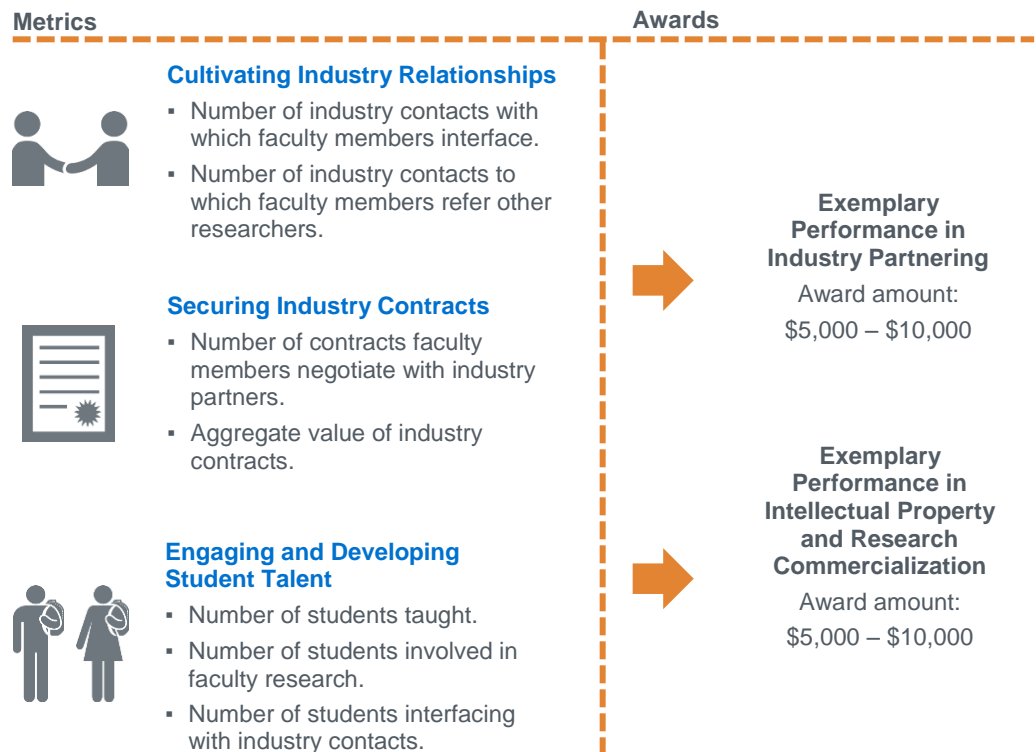 Metrics
Cultivating Industry Relationships
▪ Number of industry contacts with
which faculty members interface.
▪ Number of industry contacts to
which faculty members refer other
researchers.
Securing Industry Contracts
▪ Number of contracts faculty
members negotiate with industry
partners.
▪ Aggregate value of industry
contracts.
Engaging and Developing
Student Talent
▪ Number of students taught.
▪ Number of students involved in
faculty research.
▪ Number of students interfacing
with industry contacts.
Awards
Exemplary
Performance in
Industry Partnering
Award amount:
$5,000 – $10,000
Exemplary
Performance in
Intellectual Property
and Research
Commercialization
Award amount:
$5,000 – $10,000